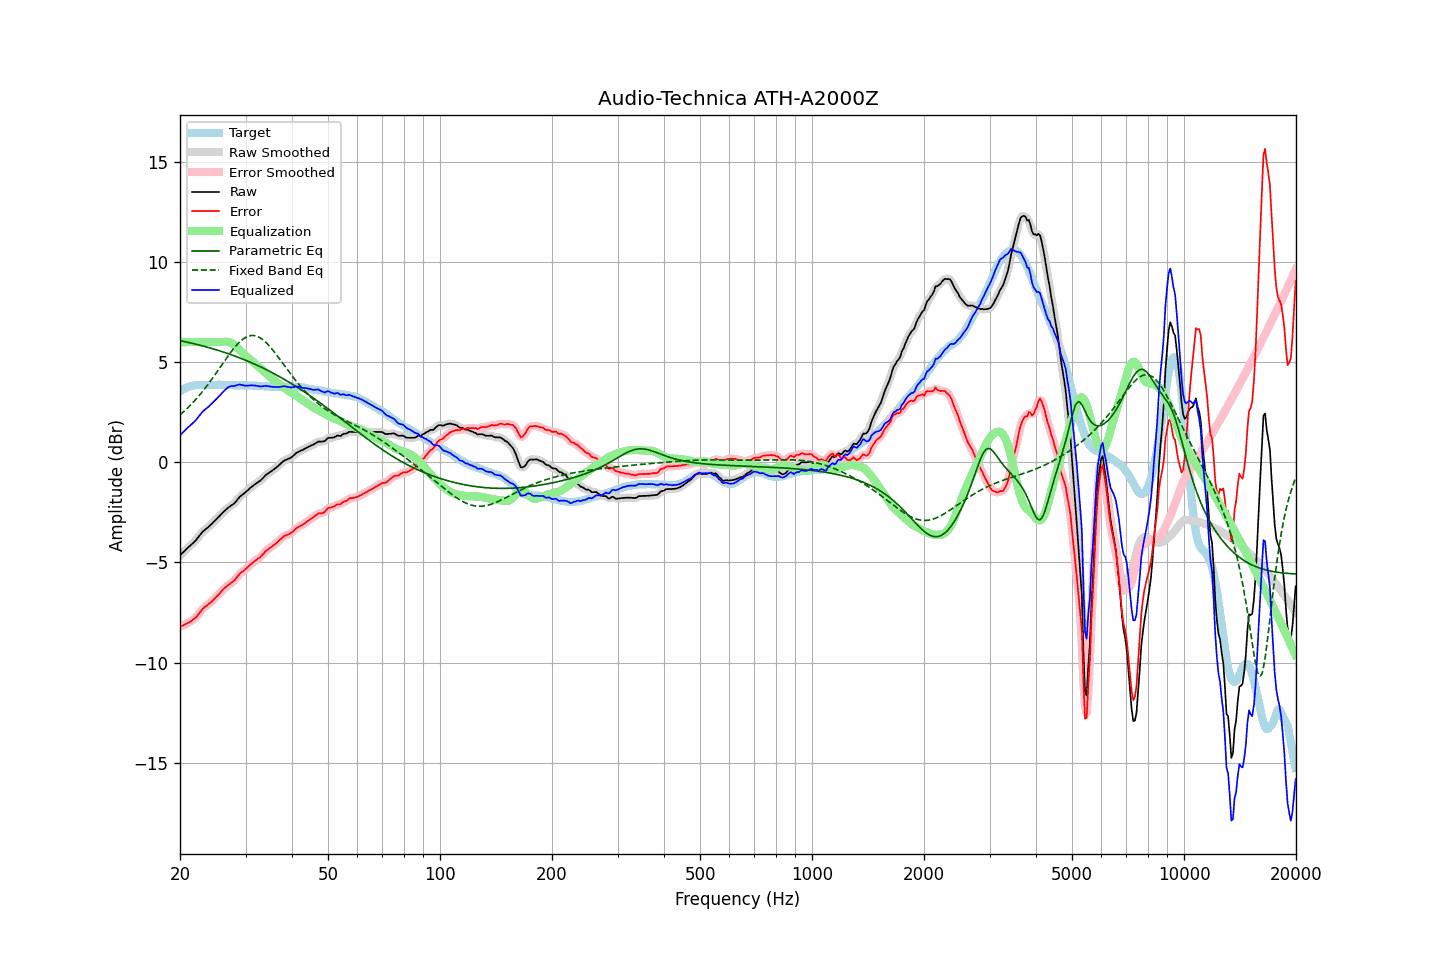 Audio-Technica ATH-A2000Z
Target
Raw Smoothed
Error Smoothed
Raw
Error
Equalization
Parametric Eq
Fixed Band Eq
Equalized
Amplitude (dBr)
15
10
5
0
−5
−10
−15
20
50
100
200
500
1000
2000
5000
10000
20000
Frequency (Hz)